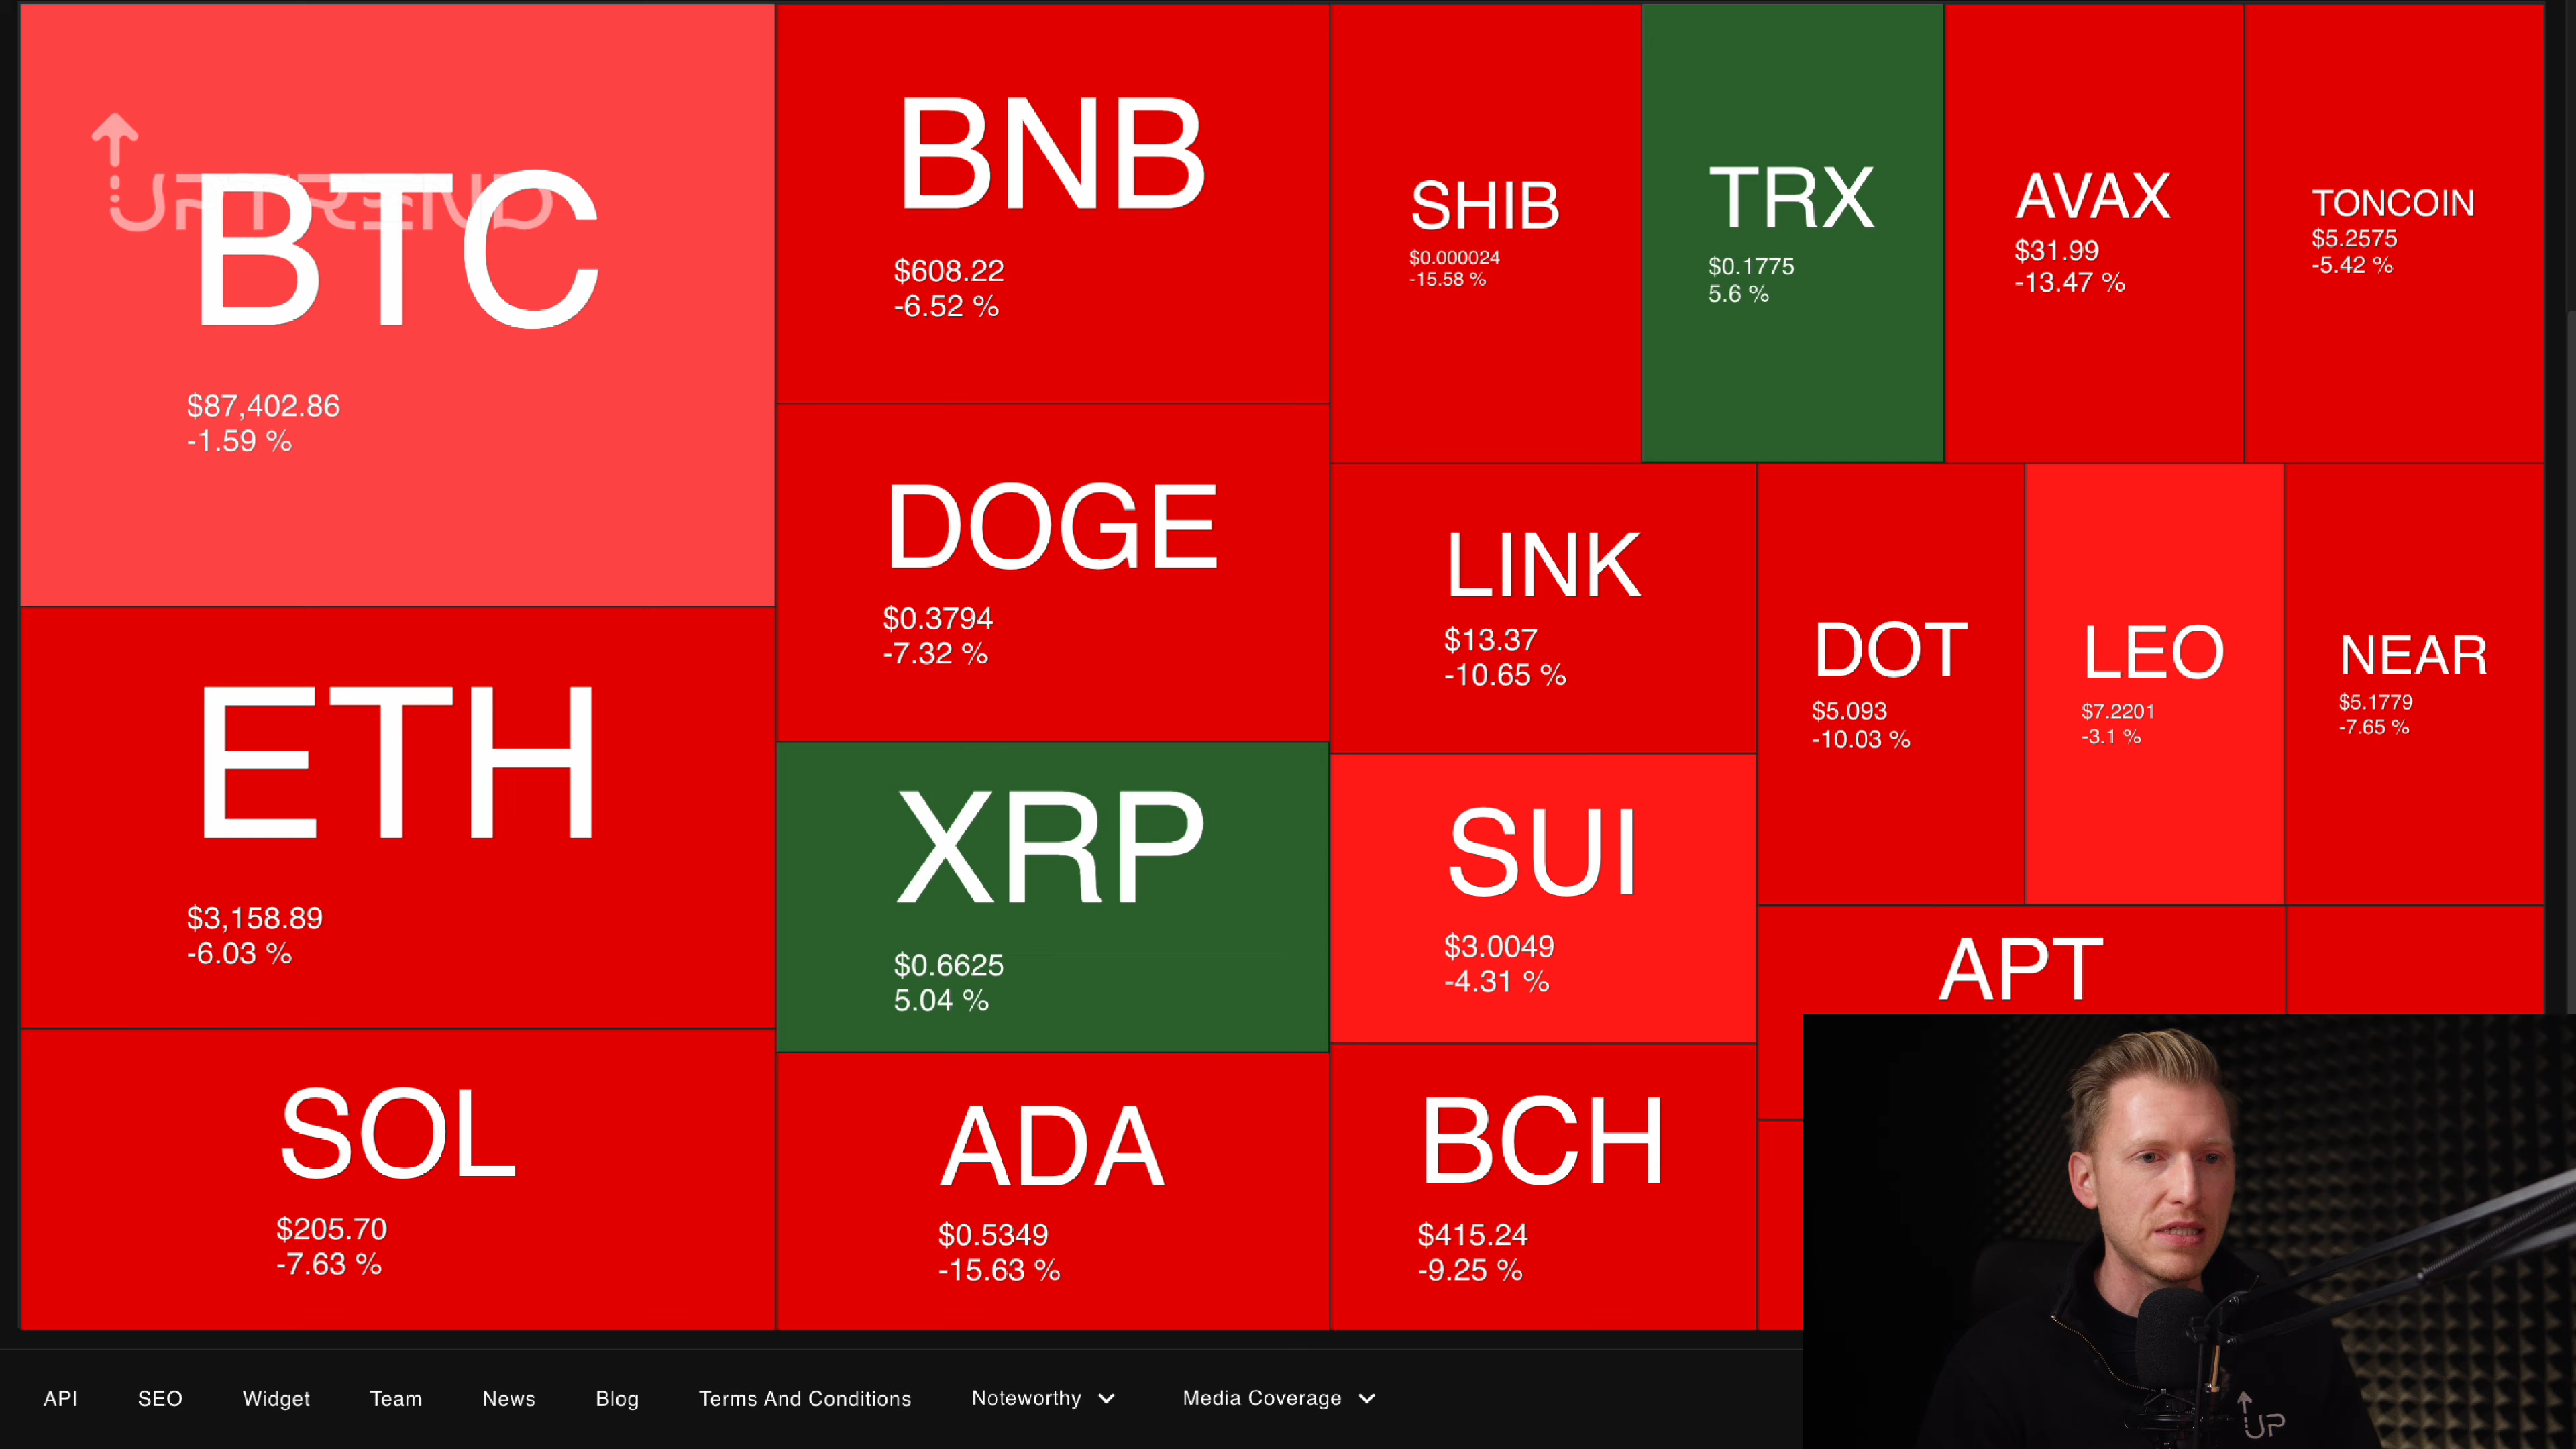 UPTREND
BTC
$87,402.86
-1.59 %
ETH
$3,158.89
-6.03 %
SOL
$205.70
-7.63 %
BNB
$608.22
-6.52 %
DOGE
$0.3794
-7.32 %
XRP
$0.6625
5.04 %
ADA
$0.5349
-15.63 %
SHIB
$0.000024
-15.58 %
TRX
$0.1775
5.6 %
AVAX
$31.99
-13.47 %
TONCOIN
$5.2575
-5.42 %
LINK
$13.37
-10.65 %
SUI
$3.0049
-4.31 %
BCH
$415.24
-9.25 %
DOT
$5.093
-10.03 %
LEO
$7.2201
-3.1 %
NEAR
$5.1779
-7.65 %
APT
UP
API SEO Widget Team News Blog Terms And Conditions Noteworthy Media Coverage